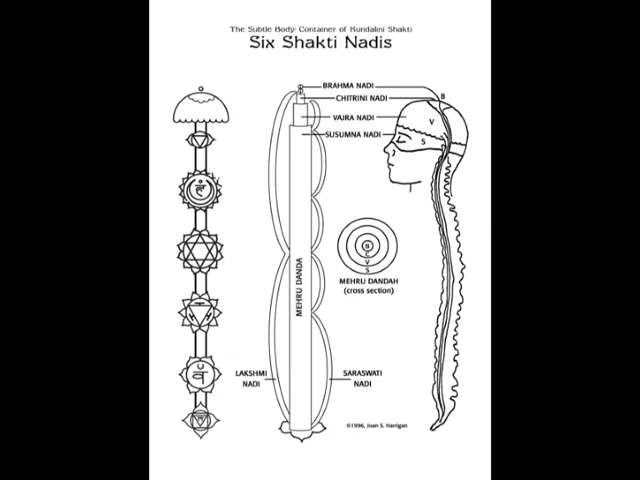 The Subtle Body: Container of Kundalini Shakti
Six Shakti Nadis
BRAHMA NADI
B
CHITRINI NADI
VAJRA NADI
V
SUSUMNA NADI
S
B
C
V
S
MEHRU DANDA
MEHRU DANDAH
(cross section)
LAKSHMI
NADI
SARASWATI
NADI
©1996, Joan S. Harrigan